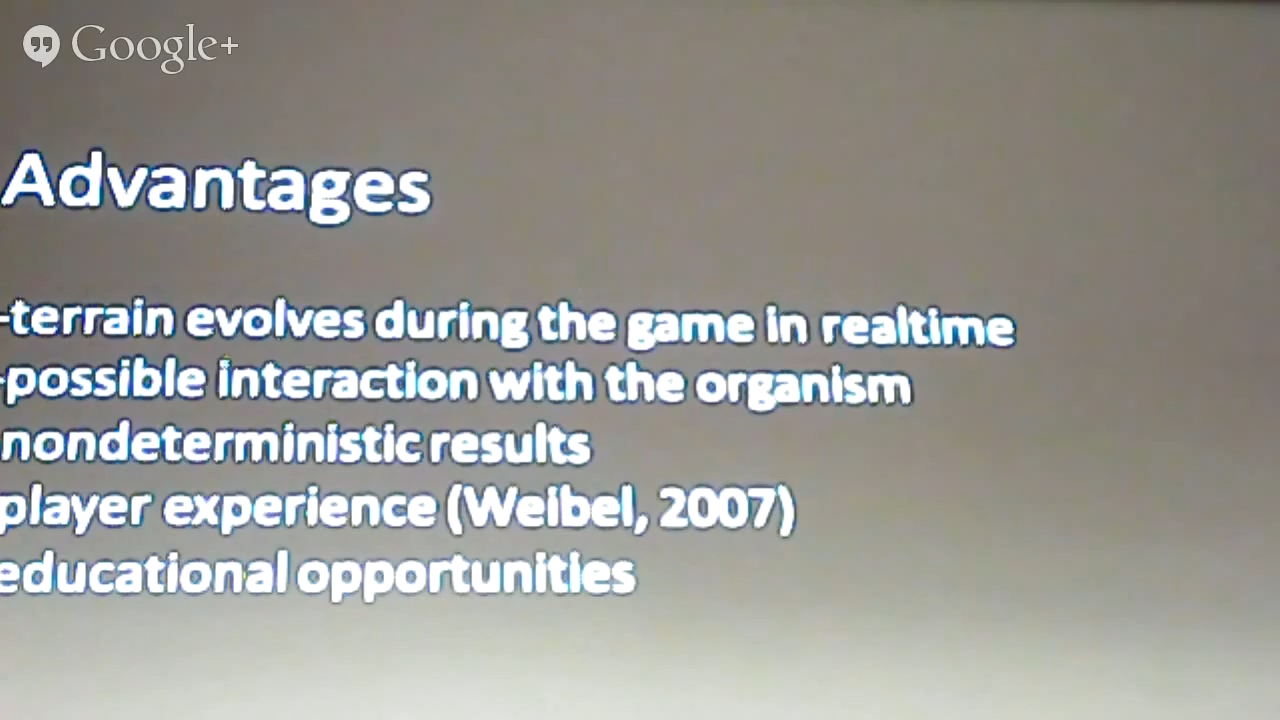 Google+
Advantages
-terrain evolves during the game in realtime
-possible interaction with the organism
nondeterministic results
player experience (Weibel, 2007)
educational opportunities